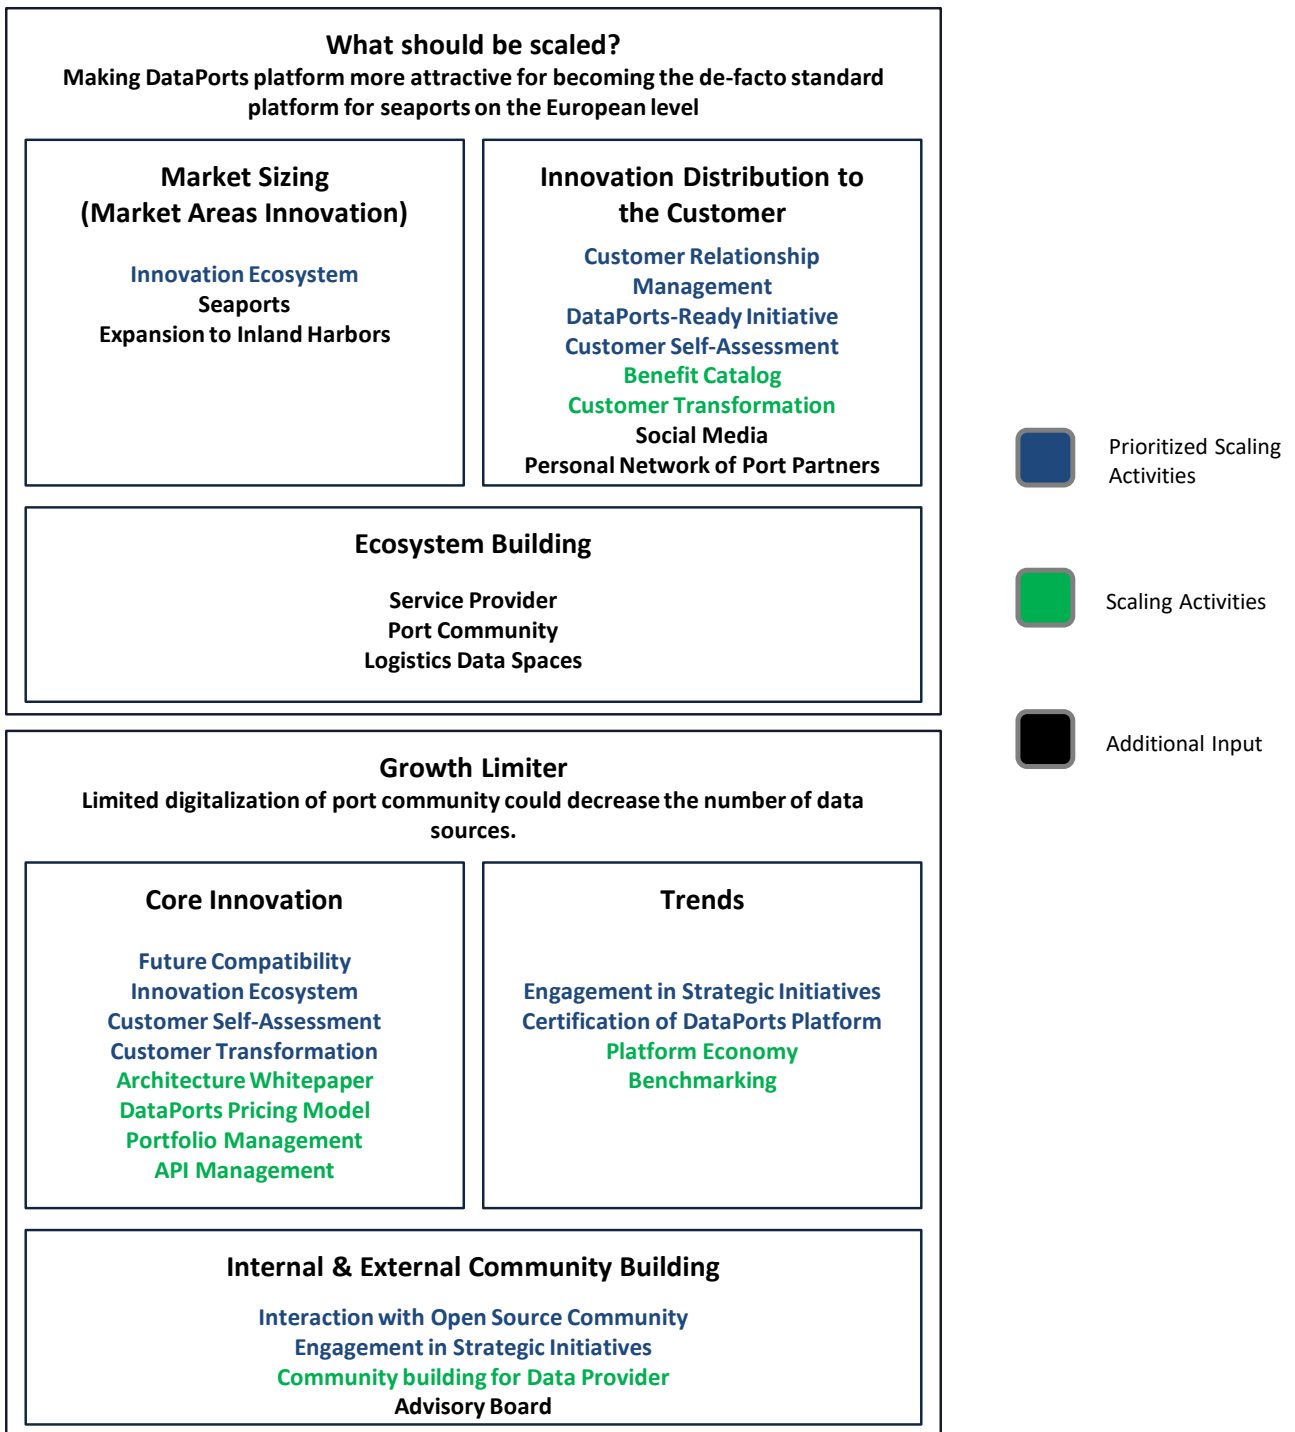 What should be scaled?
Making DataPorts platform more attractive for becoming the de-facto standard
platform for seaports on the European level
Market Sizing
(Market Areas Innovation)
Innovation Ecosystem
Seaports
Expansion to Inland Harbors
Innovation Distribution to
the Customer
Customer Relationship
Management
DataPorts-Ready Initiative
Customer Self-Assessment
Benefit Catalog
Customer Transformation
Social Media
Personal Network of Port Partners
Ecosystem Building
Service Provider
Port Community
Logistics Data Spaces
Growth Limiter
Limited digitalization of port community could decrease the number of data
sources.
Core Innovation
Future Compatibility
Innovation Ecosystem
Customer Self-Assessment
Customer Transformation
Architecture Whitepaper
DataPorts Pricing Model
Portfolio Management
API Management
Trends
Engagement in Strategic Initiatives
Certification of DataPorts Platform
Platform Economy
Benchmarking
Internal & External Community Building
Interaction with Open Source Community
Engagement in Strategic Initiatives
Community building for Data Provider
Advisory Board
Prioritized Scaling
Activities
Scaling Activities
Additional Input